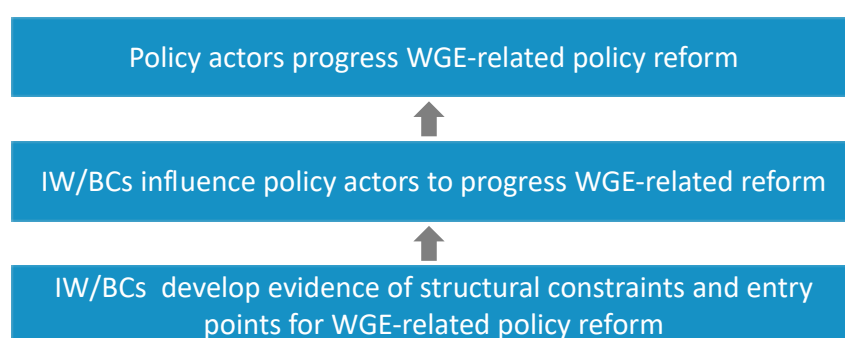 Policy actors progress WGE-related policy reform
IW/BCs influence policy actors to progress WGE-related reform
IW/BCs develop evidence of structural constraints and entry
points for WGE-related policy reform